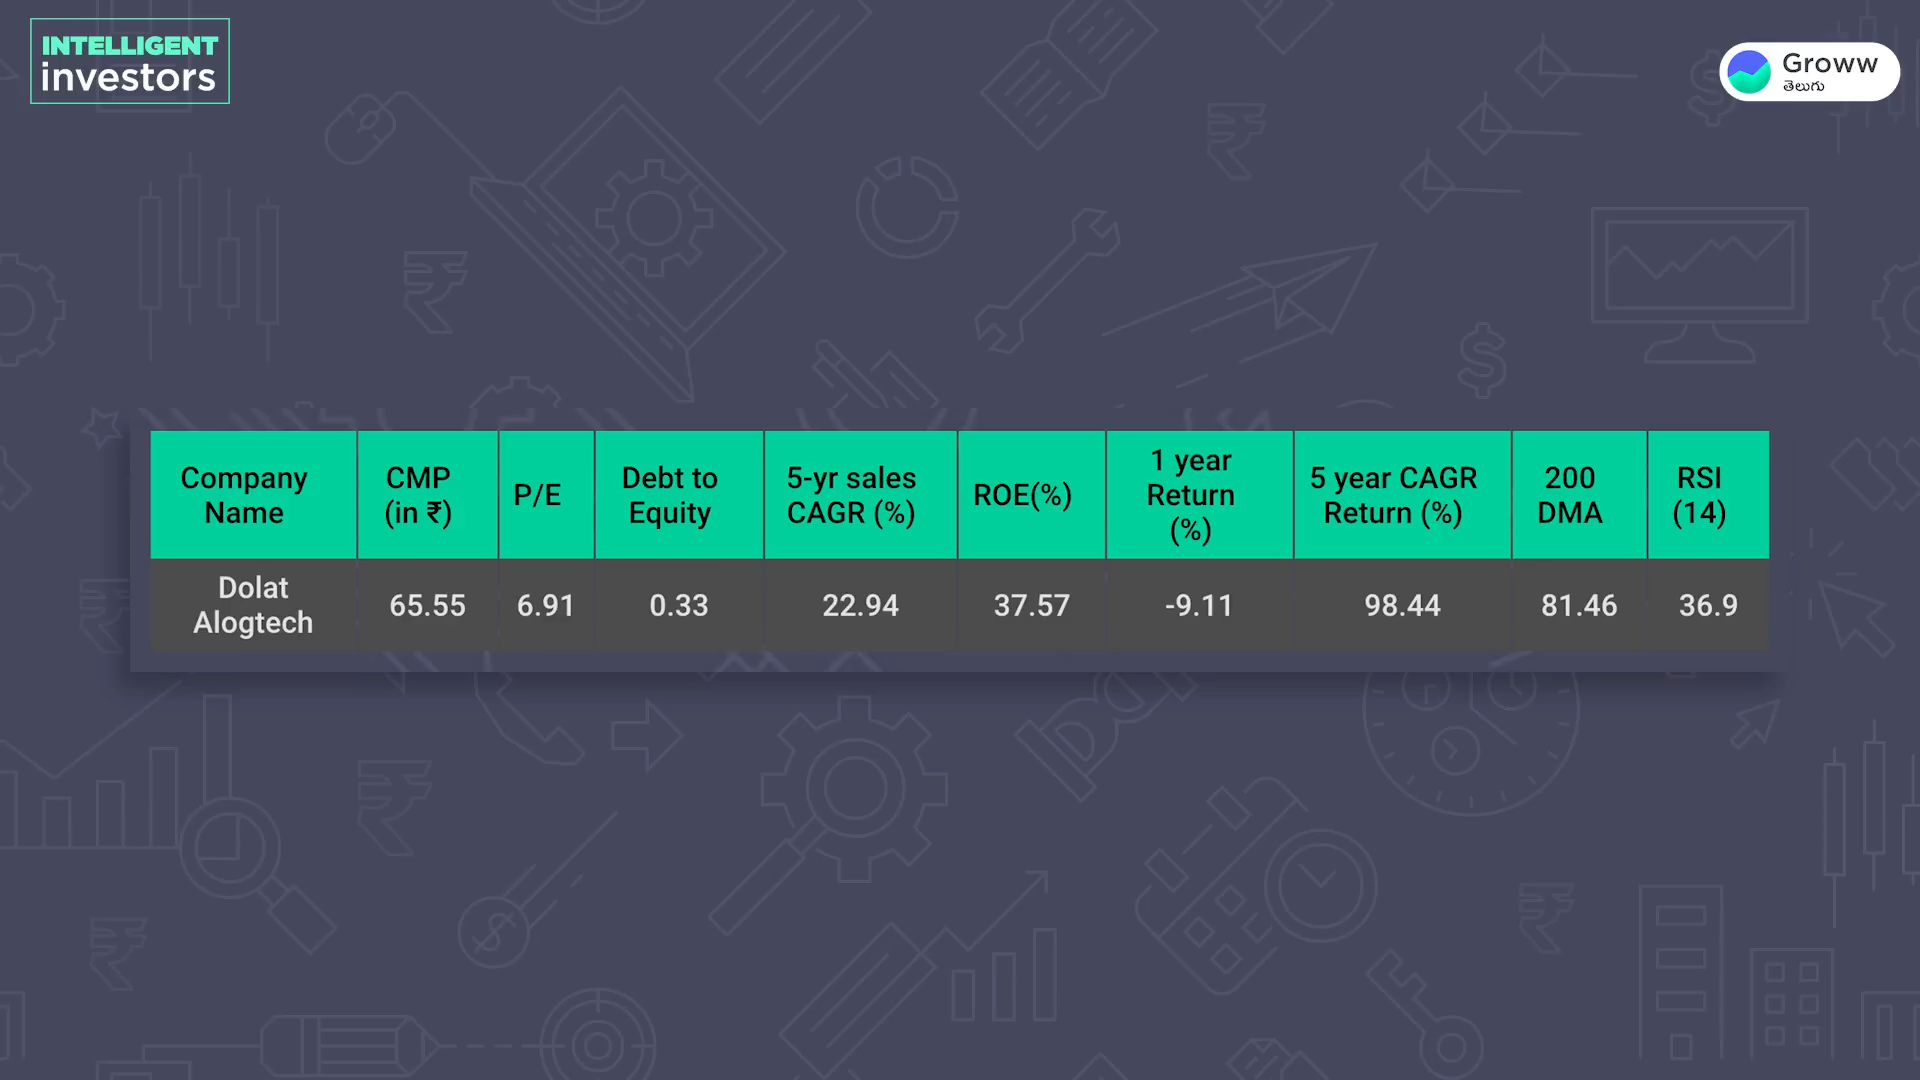 INTELLIGENT
investors
Groww
తెలుగు
Company Name
CMP (in ₹)
P/E
Debt to Equity
5-yr sales CAGR (%)
ROE(%)
1 year Return (%)
5 year CAGR Return (%)
200 DMA
RSI (14)
Dolat Alogtech
65.55
6.91
0.33
22.94
37.57
-9.11
98.44
81.46
36.9